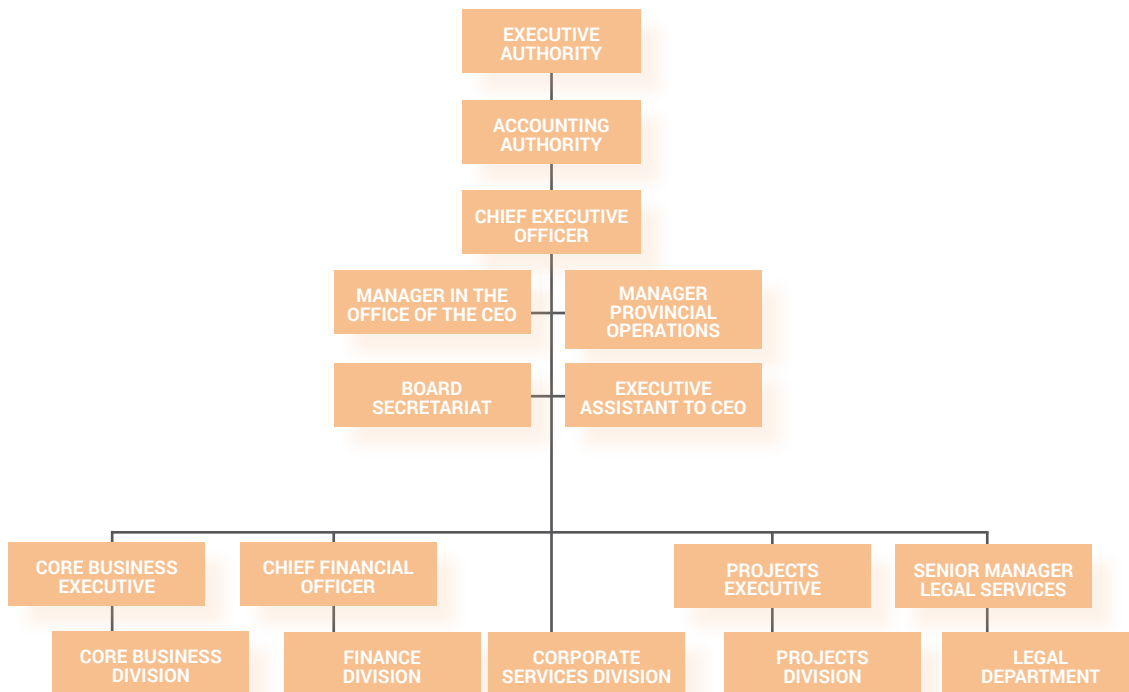 EXECUTIVE
AUTHORITY
ACCOUNTING
AUTHORITY
CHIEF EXECUTIVE
OFFICER
MANAGER IN THE
OFFICE OF THE CEO
MANAGER
PROVINCIAL
OPERATIONS
BOARD
SECRETARIAT
EXECUTIVE
ASSISTANT TO CEO
CORE BUSINESS
EXECUTIVE
CHIEF FINANCIAL
OFFICER
PROJECTS
EXECUTIVE
SENIOR MANAGER
LEGAL SERVICES
CORE BUSINESS
DIVISION
FINANCE
DIVISION
CORPORATE
SERVICES DIVISION
PROJECTS
DIVISION
LEGAL
DEPARTMENT